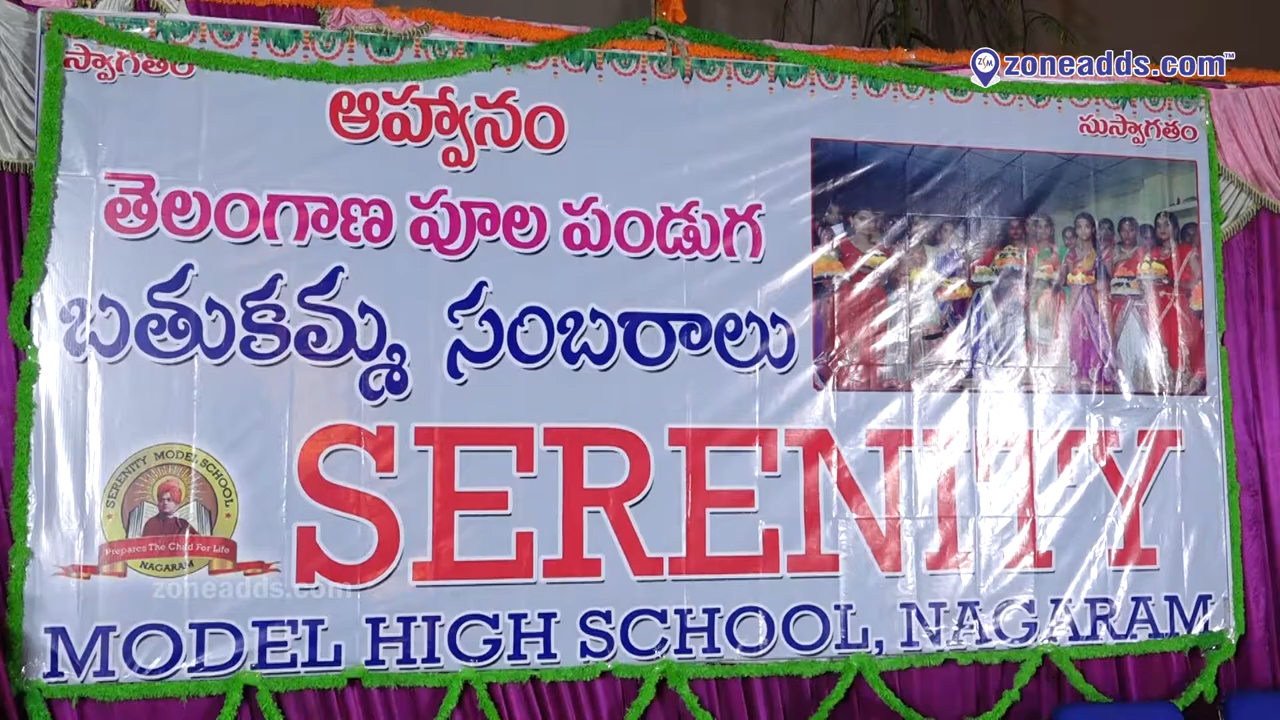 zoneadds.com™
స్వాగతం
సుస్వాగతం
ఆహ్వానం
తెలంగాణ పూల పండుగ
బతుకమ్మ సంబరాలు
SERENITY MODEL SCHOOL
Prepares The Child For Life
NAGARAM
zoneadds.com
SERENITY
MODEL HIGH SCHOOL, NAGARAM